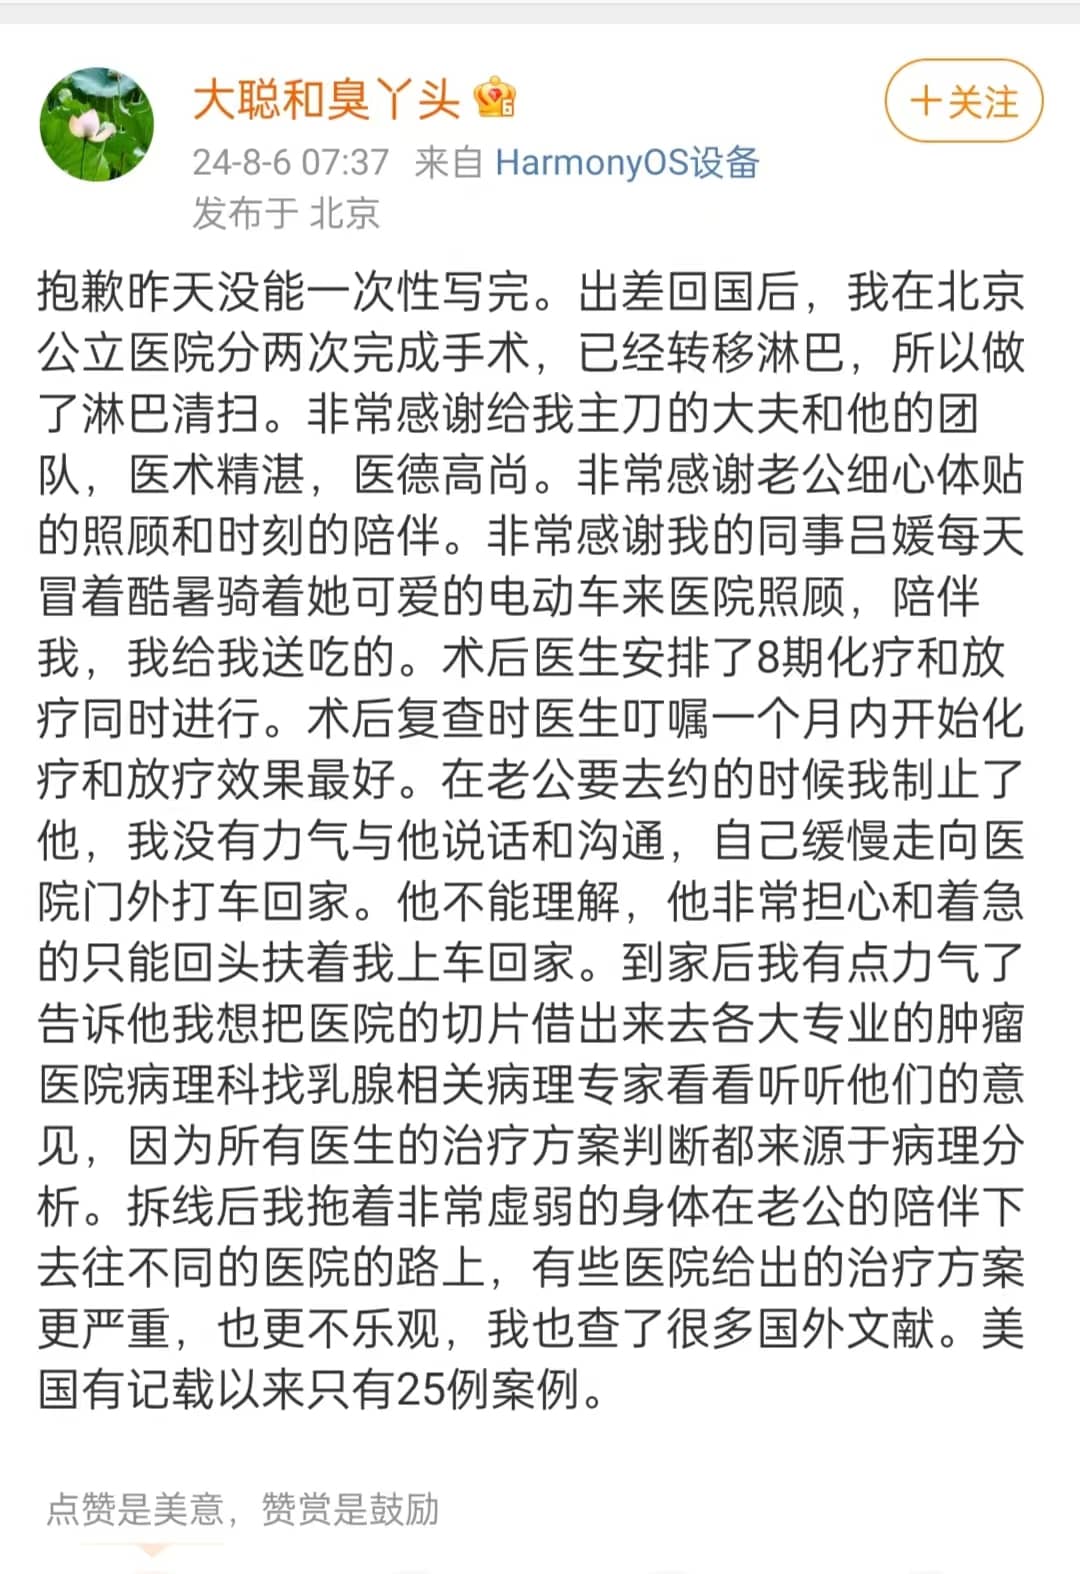 大聪和臭丫头
6
十关注
24-8-6 07:37 来自 HarmonyOS设备
发布于 北京
抱歉昨天没能一次性写完。出差回国后，我在北京
公立医院分两次完成手术，已经转移淋巴，所以做
了淋巴清扫。非常感谢给我主刀的大夫和他的团
队，医术精湛，医德高尚。非常感谢老公细心体贴
的照顾和时刻的陪伴。非常感谢我的同事吕媛每天
冒着酷暑骑着她可爱的电动车来医院照顾，陪伴
我，我给我送吃的。术后医生安排了8期化疗和放
疗同时进行。术后复查时医生叮嘱一个月内开始化
疗和放疗效果最好。在老公要去约的时候我制止了
他，我没有力气与他说话和沟通，自己缓慢走向医
院门外打车回家。他不能理解，他非常担心和着急
的只能回头扶着我上车回家。到家后我有点力气了
告诉他我想把医院的切片借出来去各大专业的肿瘤
医院病理科找乳腺相关病理专家看看听听他们的意
见，因为所有医生的治疗方案判断都来源于病理分
析。拆线后我拖着非常虚弱的身体在老公的陪伴下
去往不同的医院的路上，有些医院给出的治疗方案
更严重，也更不乐观，我也查了很多国外文献。美
国有记载以来只有25例案例。
点赞是美意，赞赏是鼓励